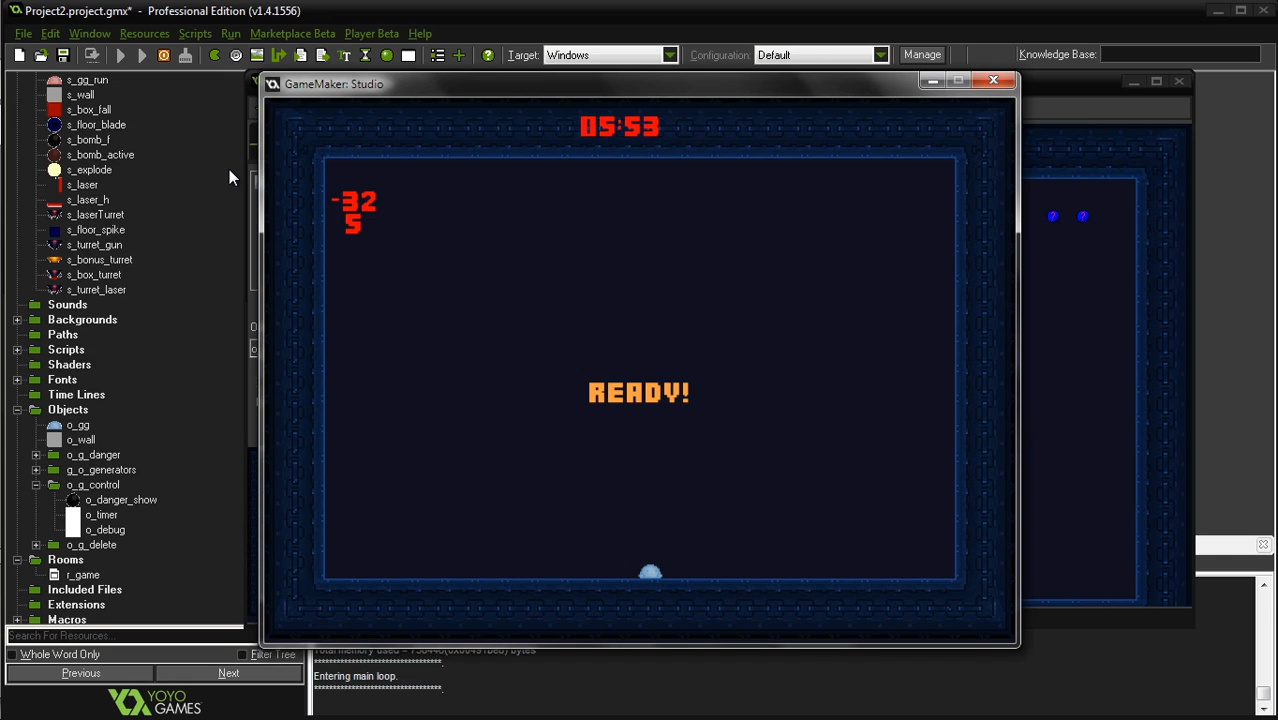 Project2.project.gmx* - Professional Edition (v1.4.1556)
File Edit Window Resources Scripts Run Marketplace Beta Player Beta Help
Target: Windows Configuration: Default Manage Knowledge Base:
s_gg_run
s_wall
s_box_fall
s_floor_blade
s_bomb_f
s_bomb_active
s_explode
s_laser
s_laser_h
s_laserTurret
s_floor_spike
s_turret_gun
s_bonus_turret
s_box_turret
s_turret_laser
Sounds
Backgrounds
Paths
Scripts
Shaders
Fonts
Time Lines
Objects
o_gg
o_wall
o_g_danger
g_o_generators
o_g_control
o_danger_show
o_timer
o_debug
o_g_delete
Rooms
r_game
Included Files
Extensions
Macros
Search For Resources..
Whole Word Only Filter Tree
Previous Next
YOYO
GAMES
GameMaker: Studio
05:53
-32
5
READY!
Entering main loop.